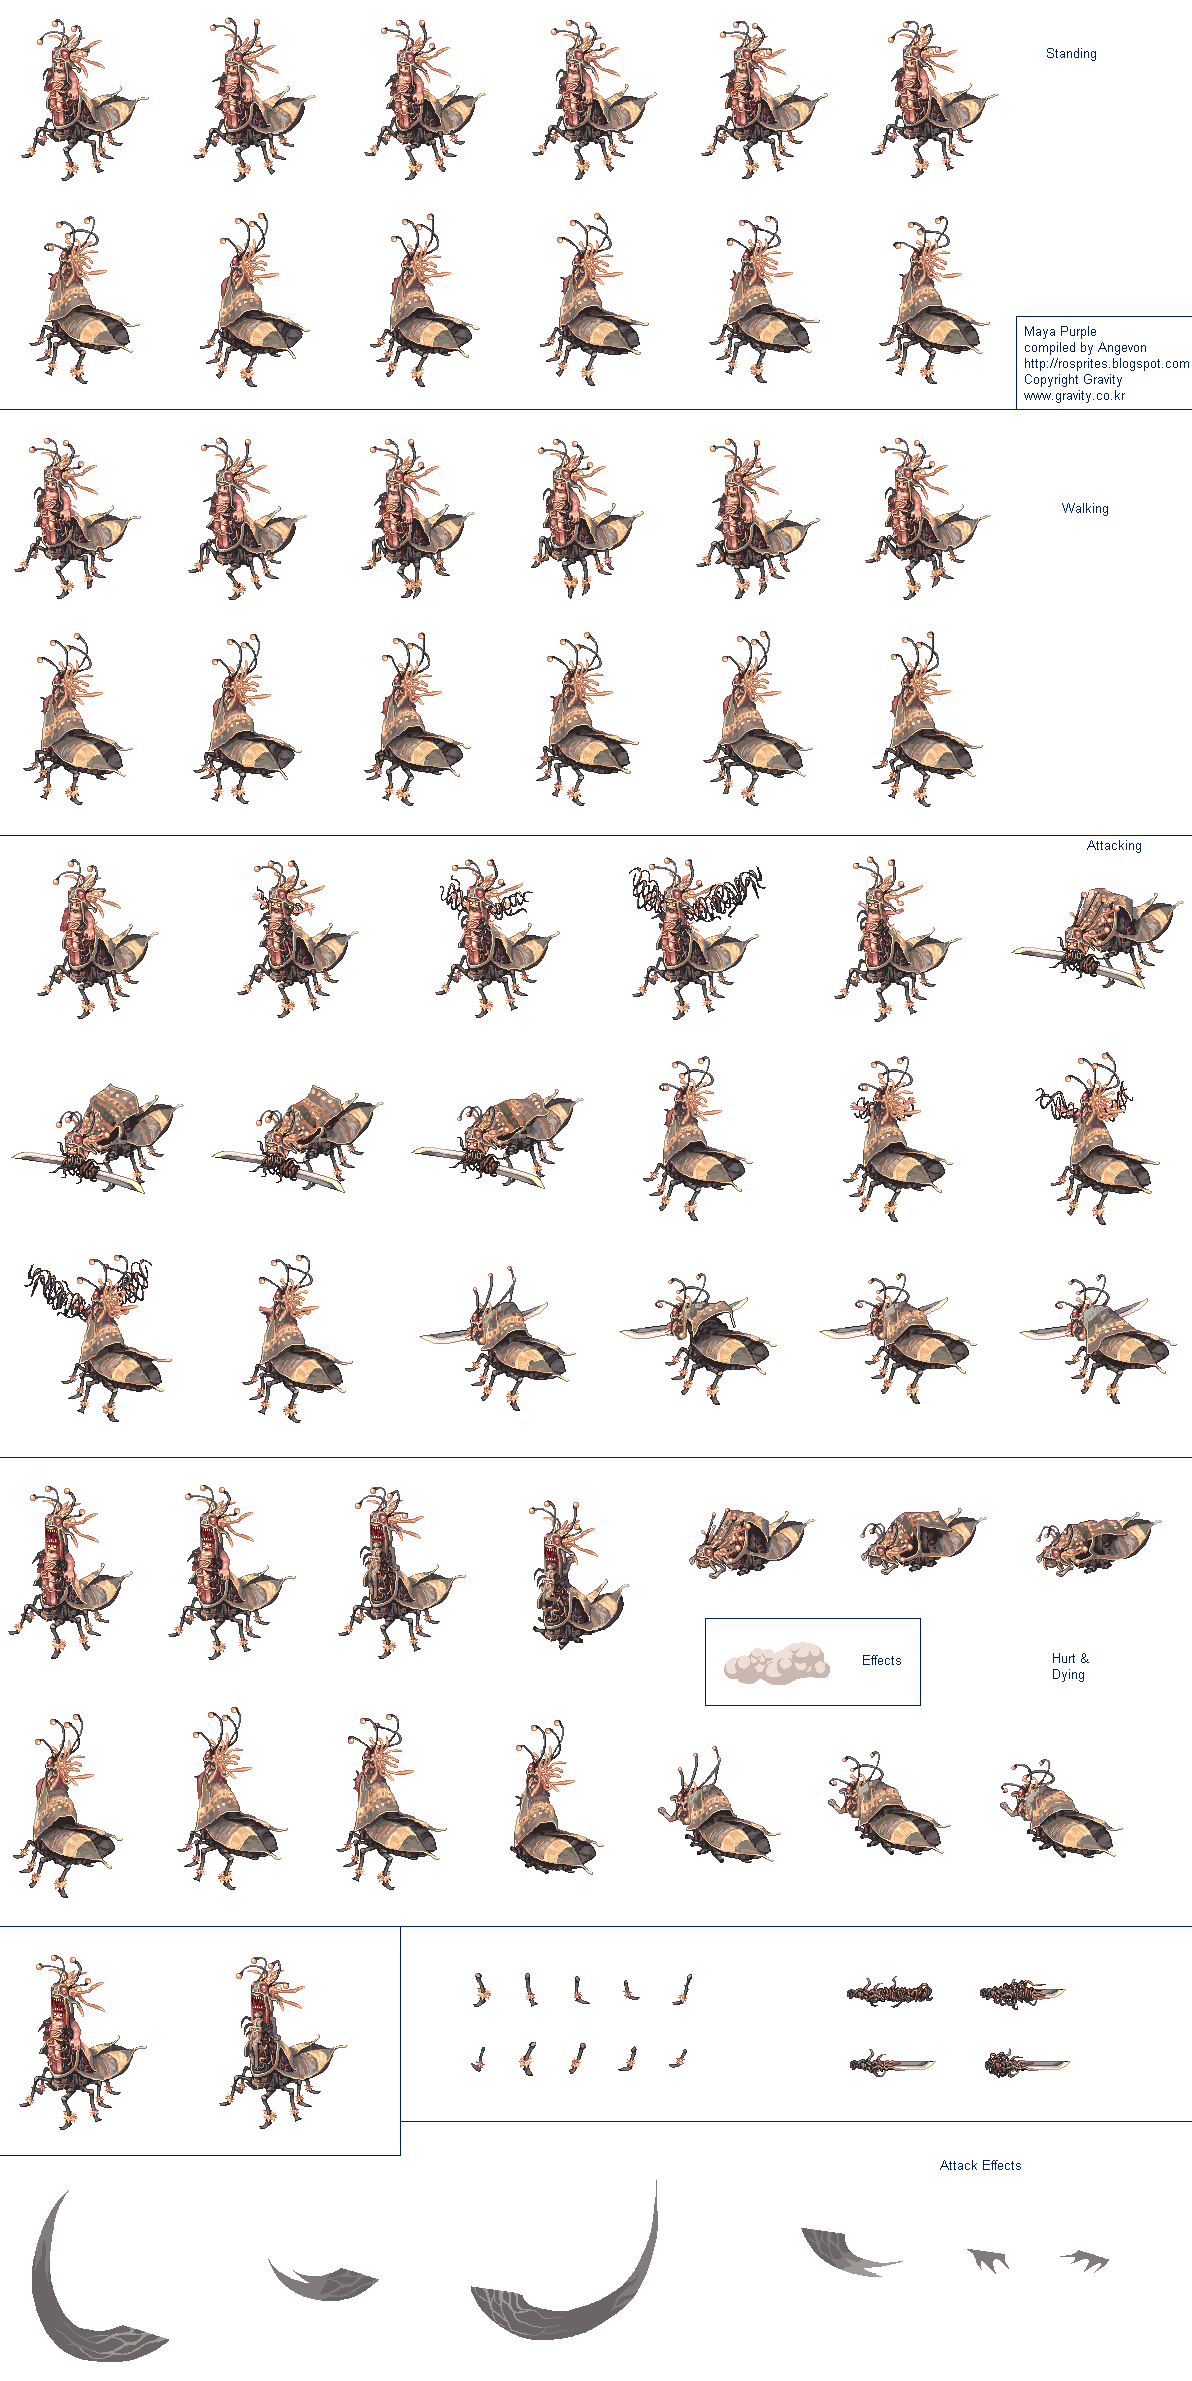 Standing
Maya Purple
compiled by Angevon
http://rosprites.blogspot.com
Copyright Gravity
www.gravity.co.kr
Walking
Attacking
Effects
Hurt &
Dying
Attack Effects